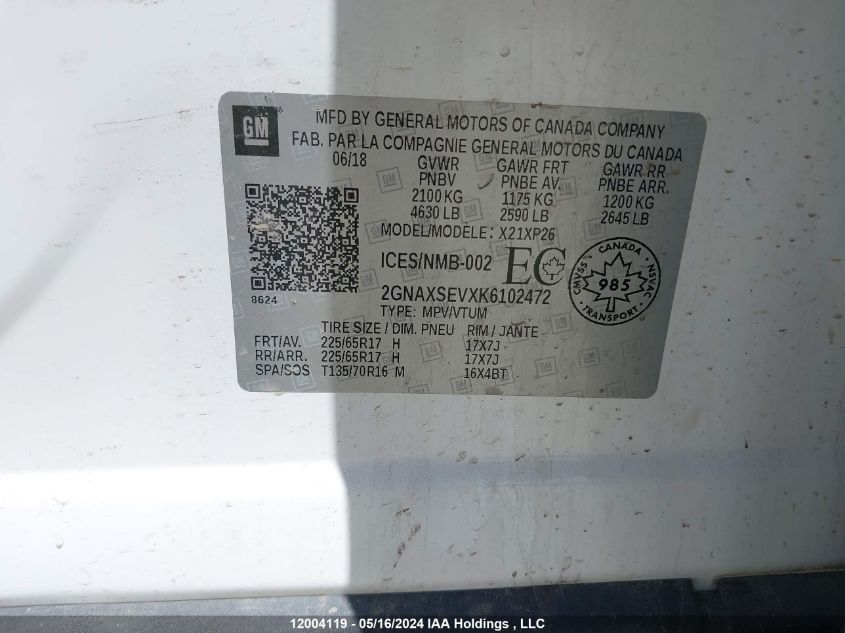 GM
MFD BY GENERAL MOTORS OF CANADA COMPANY
FAB. PAR LA COMPAGNIE GENERAL MOTORS DU CANADA
06/18 GVWR GAWR FRT GAWR RR
PNBV PNBE AV. PNBE ARR.
2100 KG 1175 KG 1200 KG
4630 LB 2590 LB 2645 LB
MODEL/MODÈLE: X21XP26
ICES/NMB-002 EC
8624
2GNAXSEVXK6102472
CANADA
CMVSS 985 NSVAC
TRANSPORT
TYPE: MPV/VTUM
TIRE SIZE / DIM. PNEU RIM / JANTE
FRT/AV. 225/65R17 H 17X7J
RR/ARR. 225/65R17 H 17X7J
SPA/SOS T135/70R16 M 16X4BT
12004119 - 05/16/2024 IAA Holdings , LLC